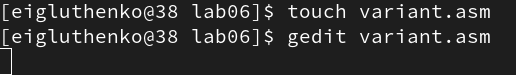 [eigluthenko@38 lab06]$ touch variant.asm
[eigluthenko@38 lab06]$ gedit variant.asm